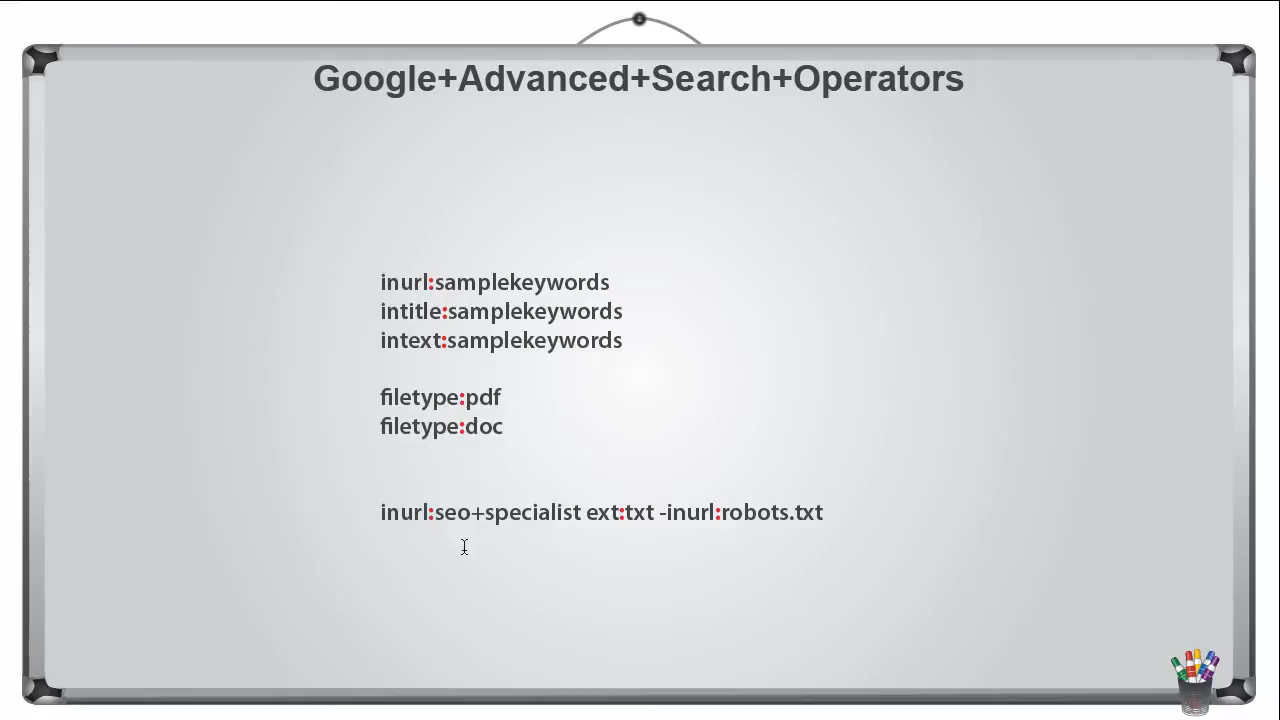 Google+Advanced+Search+Operators
inurl:samplekeywords
intitle:samplekeywords
intext:samplekeywords
filetype:pdf
filetype:doc
inurl:seo+specialist ext:txt -inurl:robots.txt